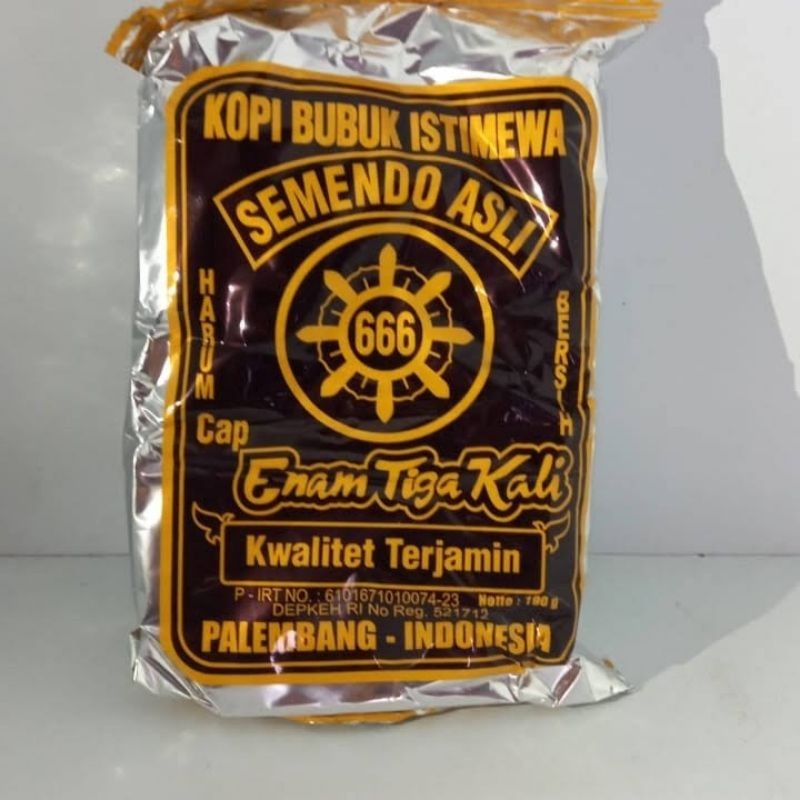 KOPI BUBUK ISTIMEWA
SEMENDO ASLI
HARUM
666
BERSIH
Cap
Enam Tiga Kali
Kwalitet Terjamin
P - IRT NO. : 6101671010074-23 Netto : 190 g
DEPKEH RI No Reg. 521712
PALEMBANG - INDONESIA